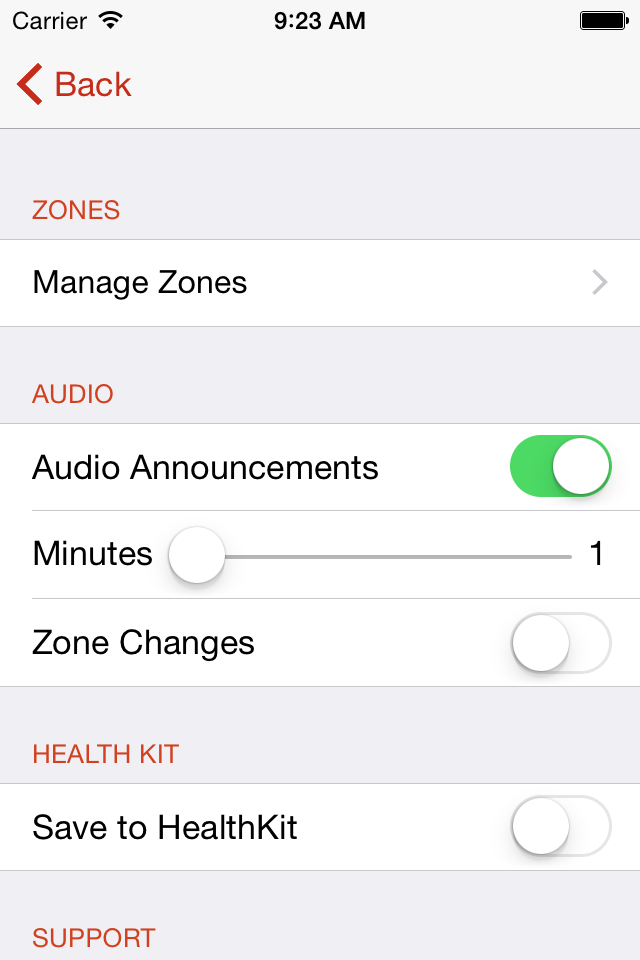 Carrier 9:23 AM
Back
ZONES
Manage Zones
AUDIO
Audio Announcements
Minutes 1
Zone Changes
HEALTH KIT
Save to HealthKit
SUPPORT